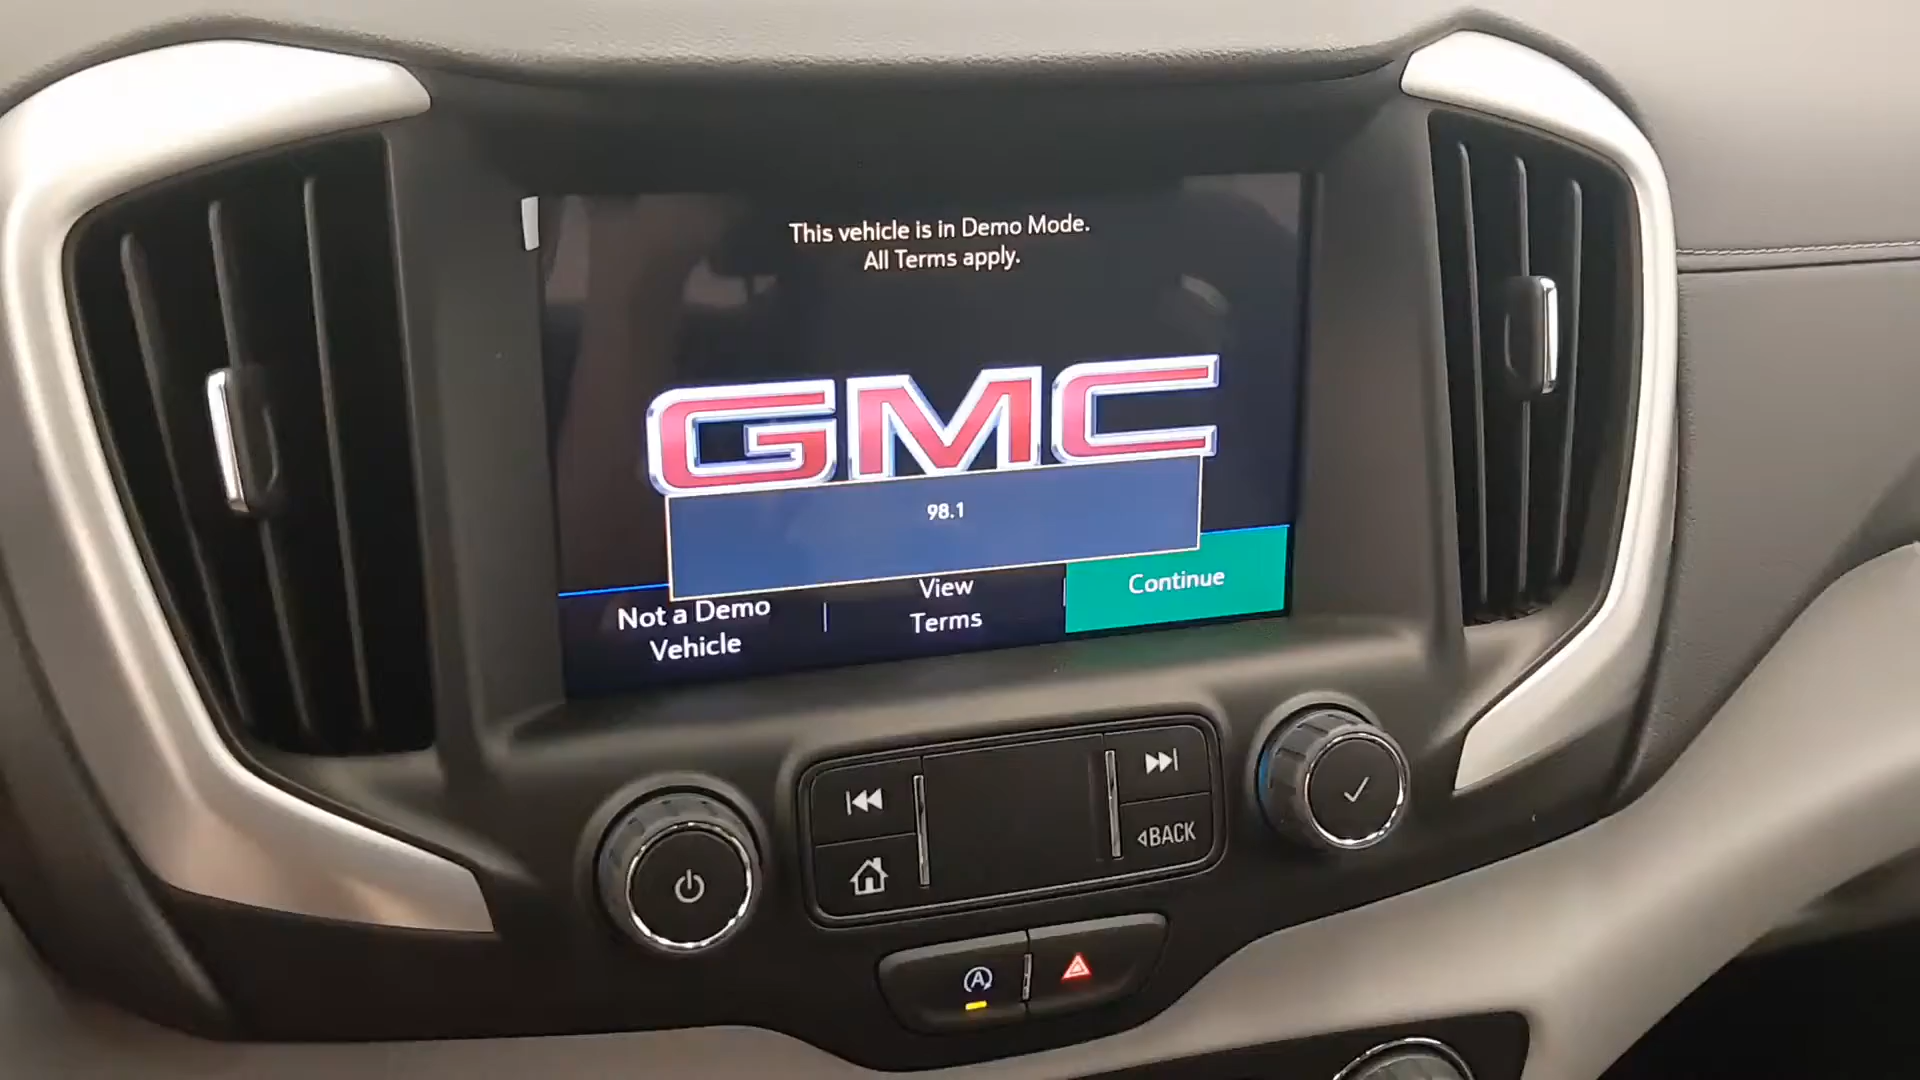 This vehicle is in Demo Mode.
All Terms apply.
GMC
98.1
Not a Demo
Vehicle
View
Terms
Continue
BACK
A